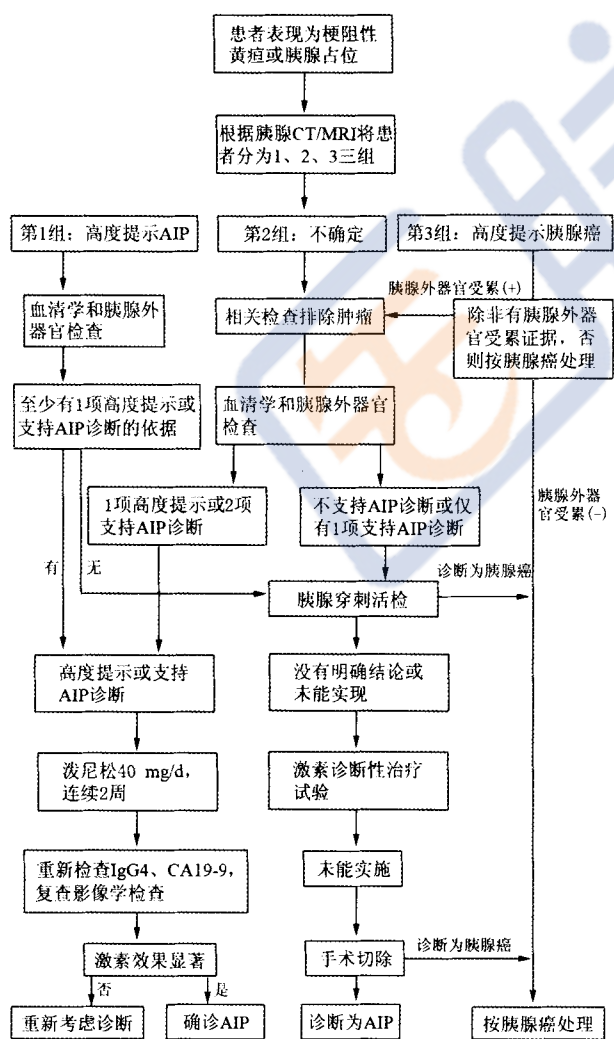 患者表现为梗阻性
黄疸或胰腺占位
根据胰腺CT/MRI将患
者分为1、2、3三组
第1组：高度提示AIP
第2组：不确定
第3组：高度提示胰腺癌
胰腺外器官受累(+)
血清学和胰腺外
器官检查
相关检查排除肿瘤
除非有胰腺外器
官受累证据，否
则按胰腺癌处理
至少有1项高度提示或
支持AIP诊断的依据
血清学和胰腺外器官
检查
1项高度提示或2项
支持AIP诊断
不支持AIP诊断或仅
有1项支持AIP诊断
胰腺外器
官受累(-)
有
无
诊断为胰腺癌
胰腺穿刺活检
高度提示或支持
AIP诊断
没有明确结论或
未能实现
泼尼松40 mg/d，
连续2周
激素诊断性治疗
试验
重新检查IgG4、CA19-9，
复查影像学检查
未能实施
激素效果显著
手术切除
诊断为胰腺癌
否
是
重新考虑诊断
确诊AIP
诊断为AIP
按胰腺癌处理